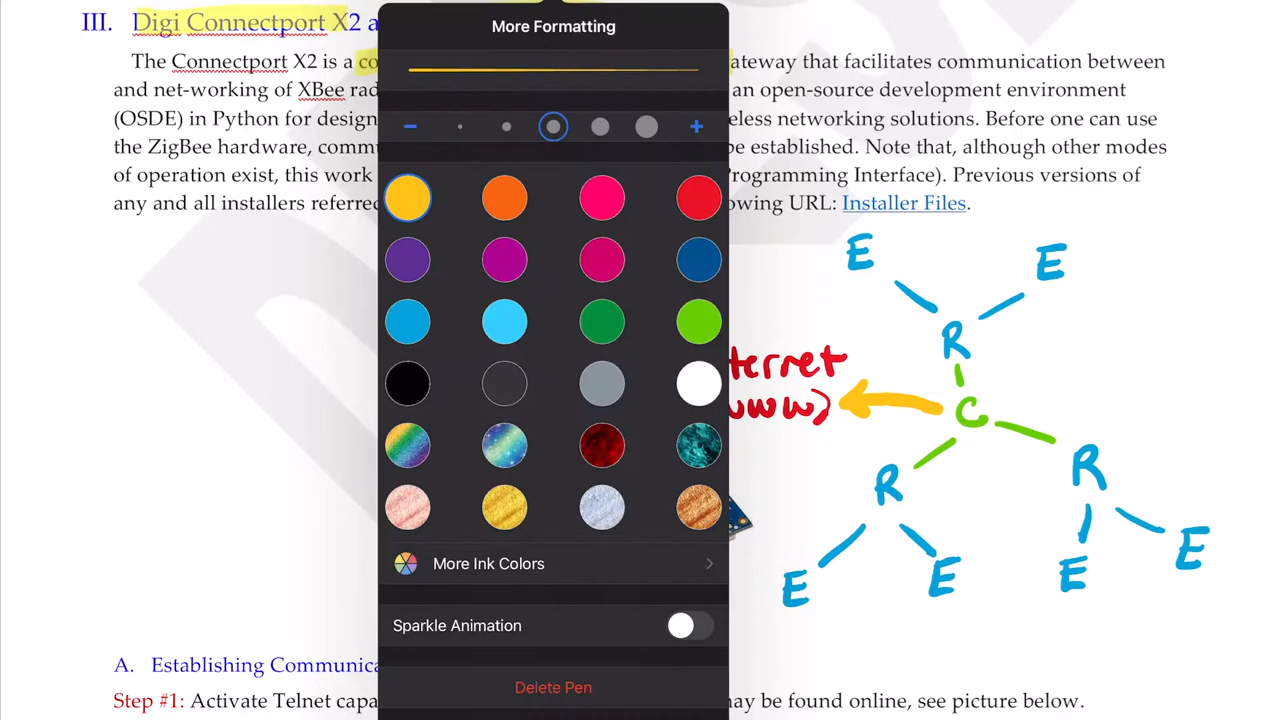 III. Digi Connectport X2 a
More Formatting
The Connectport X2 is a co ateway that facilitates communication between
and net-working of XBee rad an open-source development environment
(OSDE) in Python for design eless networking solutions. Before one can use
the ZigBee hardware, commu be established. Note that, although other modes
of operation exist, this work Programming Interface). Previous versions of
any and all installers referred owing URL: Installer Files.
E E
R
ternet
www)
C
R R
E E E E
More Ink Colors
Sparkle Animation
A. Establishing Communica
Delete Pen
Step #1: Activate Telnet capa may be found online, see picture below.